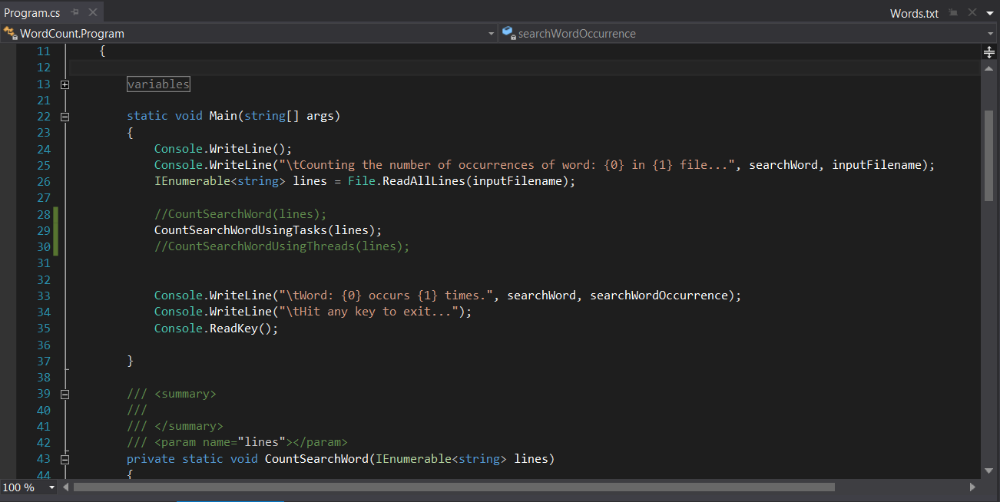 Program.cs
Words.txt
WordCount.Program
searchWordOccurrence
11 {
12
13 variables
21
22 static void Main(string[] args)
23 {
24 Console.WriteLine();
25 Console.WriteLine("\tCounting the number of occurrences of word: {0} in {1} file...", searchWord, inputFilename);
26 IEnumerable<string> lines = File.ReadAllLines(inputFilename);
27
28 //CountSearchWord(lines);
29 CountSearchWordUsingTasks(lines);
30 //CountSearchWordUsingThreads(lines);
31
32
33 Console.WriteLine("\tWord: {0} occurs {1} times.", searchWord, searchWordOccurrence);
34 Console.WriteLine("\tHit any key to exit...");
35 Console.ReadKey();
36
37 }
38
39 /// <summary>
40 ///
41 /// </summary>
42 /// <param name="lines"></param>
43 private static void CountSearchWord(IEnumerable<string> lines)
44 {
100 %